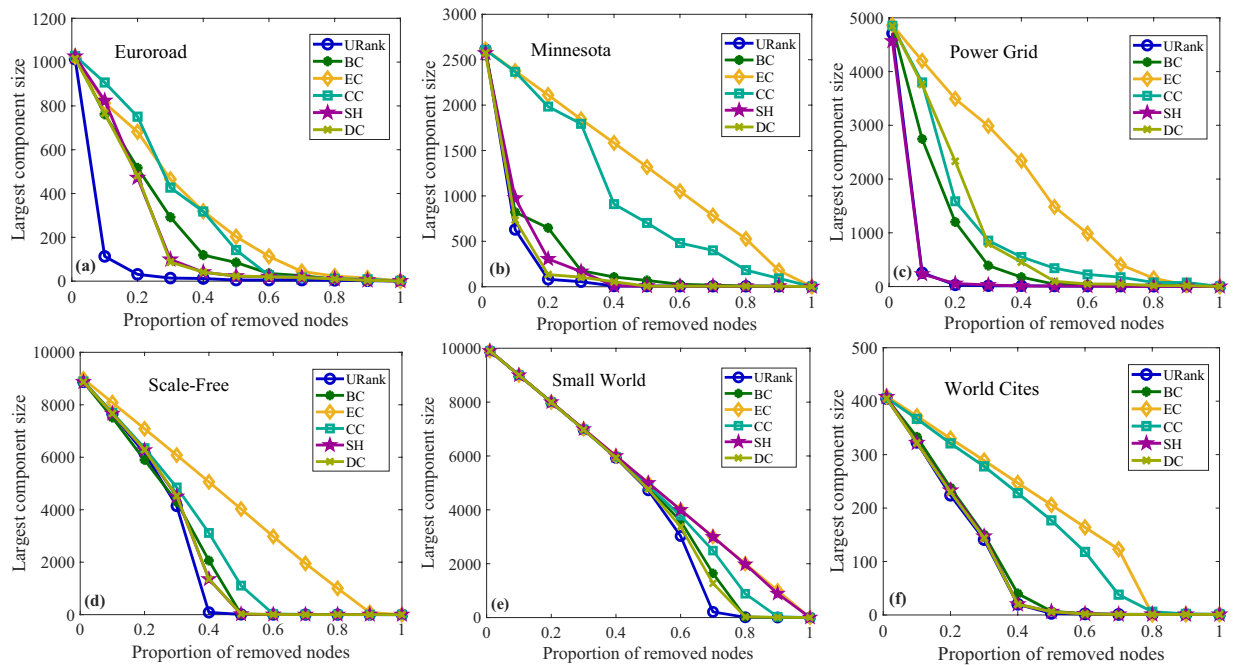 1200
1000
800
600
400
200
0
Largest component size
Euroroad
URank
BC
EC
CC
SH
DC
(a)
0 0.2 0.4 0.6 0.8 1
Proportion of removed nodes
3000
2500
2000
1500
1000
500
0
Largest component size
Minnesota
URank
BC
EC
CC
SH
DC
(b)
0 0.2 0.4 0.6 0.8 1
Proportion of removed nodes
5000
4000
3000
2000
1000
0
Largest component size
Power Grid
URank
BC
EC
CC
SH
DC
(c)
0 0.2 0.4 0.6 0.8 1
Proportion of removed nodes
10000
8000
6000
4000
2000
0
Largest component size
Scale-Free
URank
BC
EC
CC
SH
DC
(d)
0 0.2 0.4 0.6 0.8 1
Proportion of removed nodes
10000
8000
6000
4000
2000
0
Largest component size
Small World
URank
BC
EC
CC
SH
DC
(e)
0 0.2 0.4 0.6 0.8 1
Proportion of removed nodes
500
400
300
200
100
0
Largest component size
World Cites
URank
BC
EC
CC
SH
DC
(f)
0 0.2 0.4 0.6 0.8 1
Proportion of removed nodes